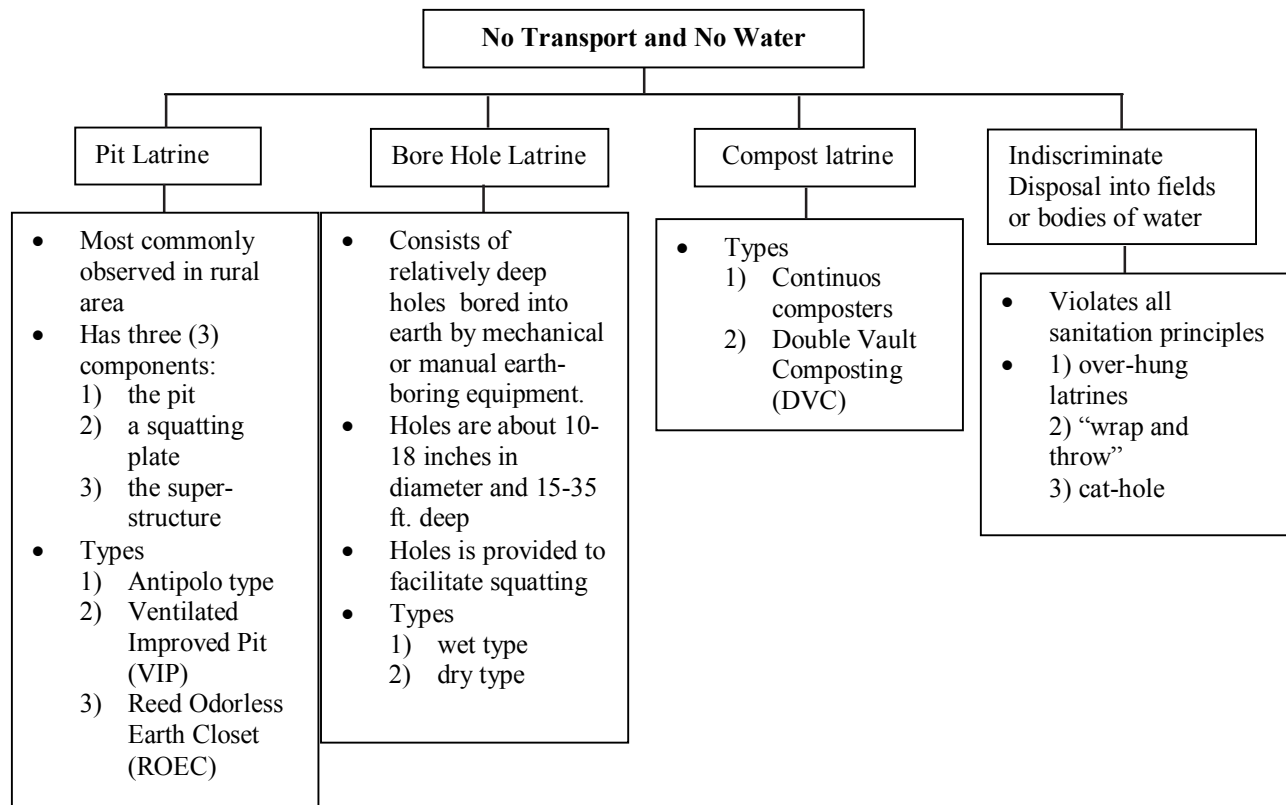 No Transport and No Water
Pit Latrine
Bore Hole Latrine
Compost latrine
Indiscriminate
Disposal into fields
or bodies of water
• Most commonly
observed in rural
area
• Has three (3)
components:
1) the pit
2) a squatting
plate
3) the super-
structure
• Types
1) Antipolo type
2) Ventilated
Improved Pit
(VIP)
3) Reed Odorless
Earth Closet
(ROEC)
• Consists of
relatively deep
holes bored into
earth by mechanical
or manual earth-
boring equipment.
• Holes are about 10-
18 inches in
diameter and 15-35
ft. deep
• Holes is provided to
facilitate squatting
• Types
1) wet type
2) dry type
• Types
1) Continuos
composters
2) Double Vault
Composting
(DVC)
• Violates all
sanitation principles
• 1) over-hung
latrines
2) “wrap and
throw”
3) cat-hole